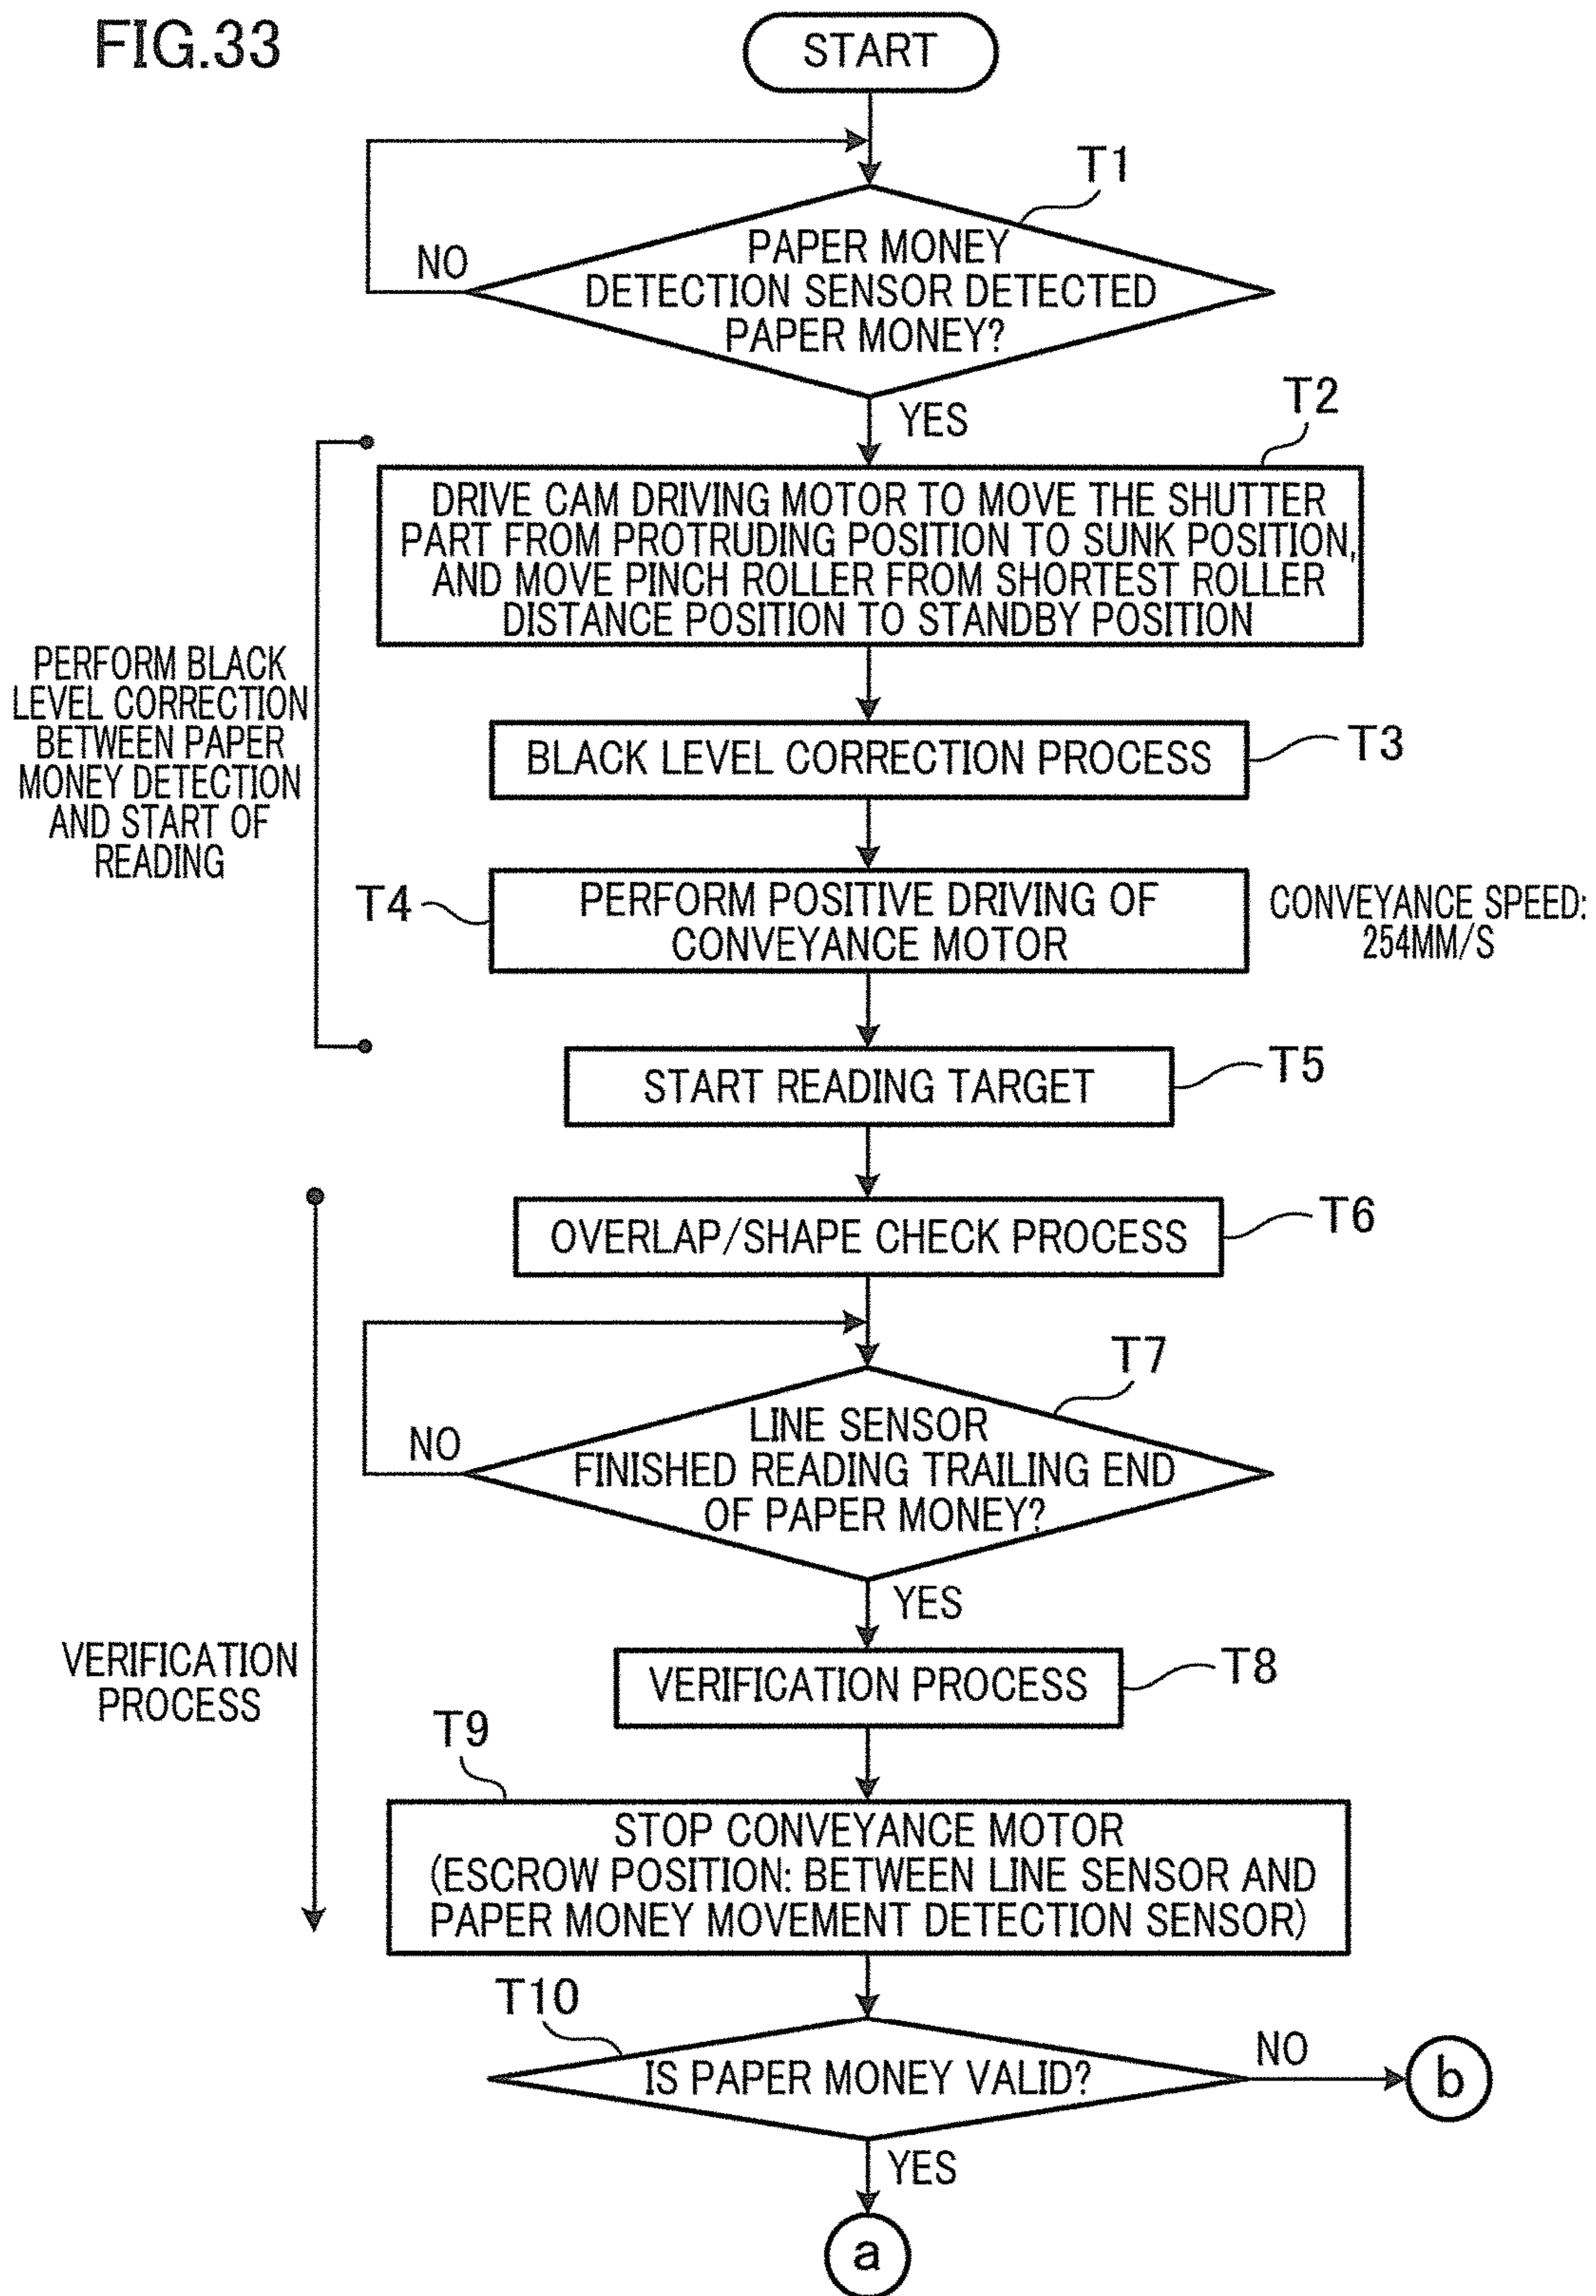 FIG.33
START
T1
NO
PAPER MONEY
DETECTION SENSOR DETECTED
PAPER MONEY?
YES
T2
DRIVE CAM DRIVING MOTOR TO MOVE THE SHUTTER
PART FROM PROTRUDING POSITION TO SUNK POSITION,
AND MOVE PINCH ROLLER FROM SHORTEST ROLLER
DISTANCE POSITION TO STANDBY POSITION
PERFORM BLACK
LEVEL CORRECTION
BETWEEN PAPER
MONEY DETECTION
AND START OF
READING
BLACK LEVEL CORRECTION PROCESS
T3
T4
PERFORM POSITIVE DRIVING OF
CONVEYANCE MOTOR
CONVEYANCE SPEED:
254MM/S
START READING TARGET
T5
OVERLAP/SHAPE CHECK PROCESS
T6
T7
NO
LINE SENSOR
FINISHED READING TRAILING END
OF PAPER MONEY?
YES
VERIFICATION
PROCESS
VERIFICATION PROCESS
T8
T9
STOP CONVEYANCE MOTOR
(ESCROW POSITION: BETWEEN LINE SENSOR AND
PAPER MONEY MOVEMENT DETECTION SENSOR)
T10
IS PAPER MONEY VALID?
NO
b
YES
a